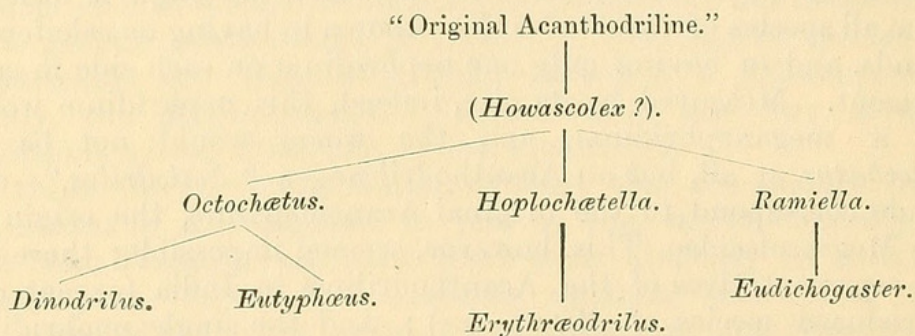 “Original Acanthodriline.”
(Howascolex ?).
Octochætus. Hoplochætella. Ramiella.
Dinodrilus. Eutyphœus. Eudichogaster.
Erythræodrilus.